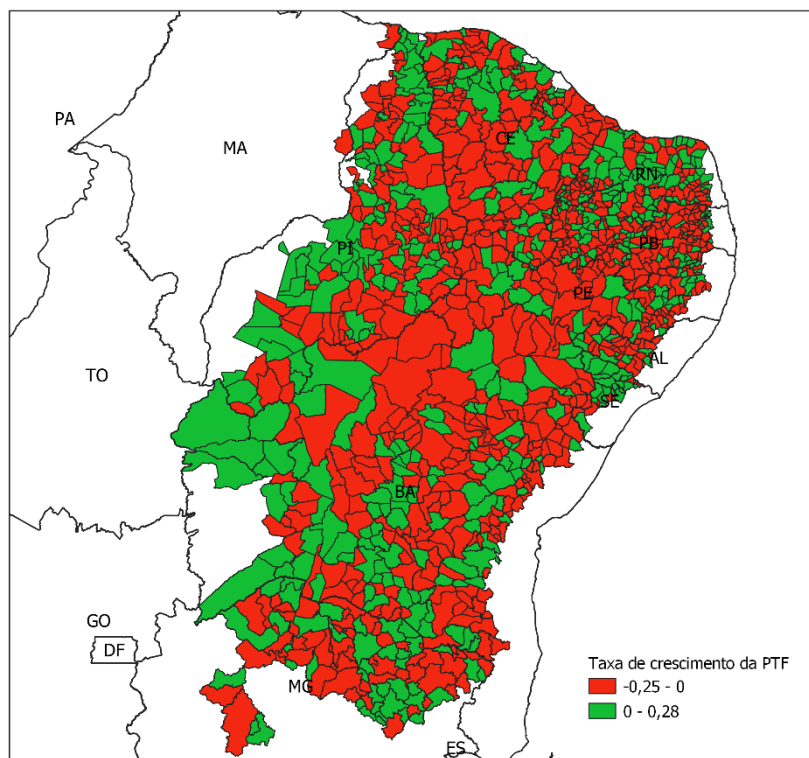 PA
MA
CE
RN
PI
PB
PE
TO
AL
SE
BA
GO
DF
MG
ES
Taxa de crescimento da PTF
-0,25 - 0
0 - 0,28